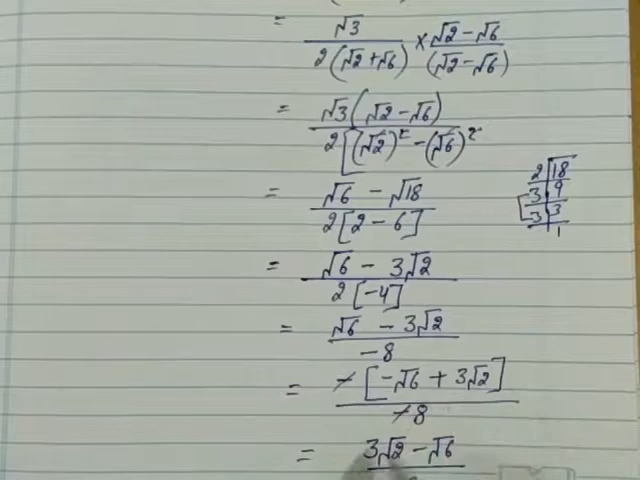 = √3 / 2(√2+√6) × √2 - √6 / (√2 - √6)
= √3(√2 - √6) / 2[(√2)² - (√6)²
= √6 - √18 / 2[2 - 6]
2 | 18
3 | 9
3 | 3
1
= √6 - 3√2 / 2[-4]
= √6 - 3√2 / -8
= -[-√6 + 3√2] / -8
= 3√2 - √6